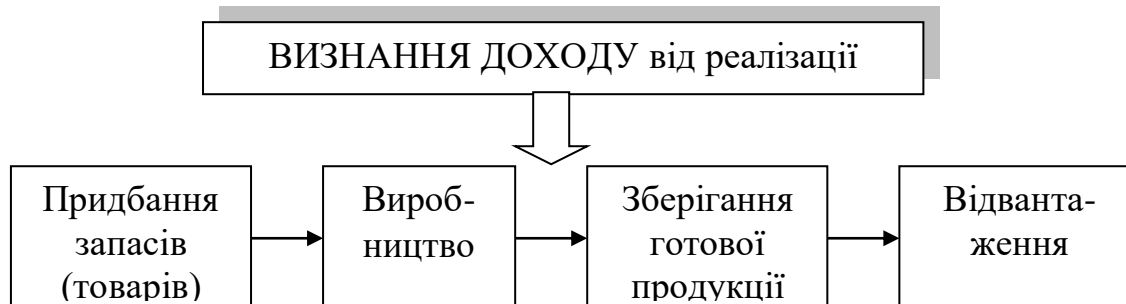 ВИЗНАННЯ ДОХОДУ від реалізації
Придбання
запасів
(товарів)
Вироб-
ництво
Зберігання
готової
продукції
Відванта-
ження